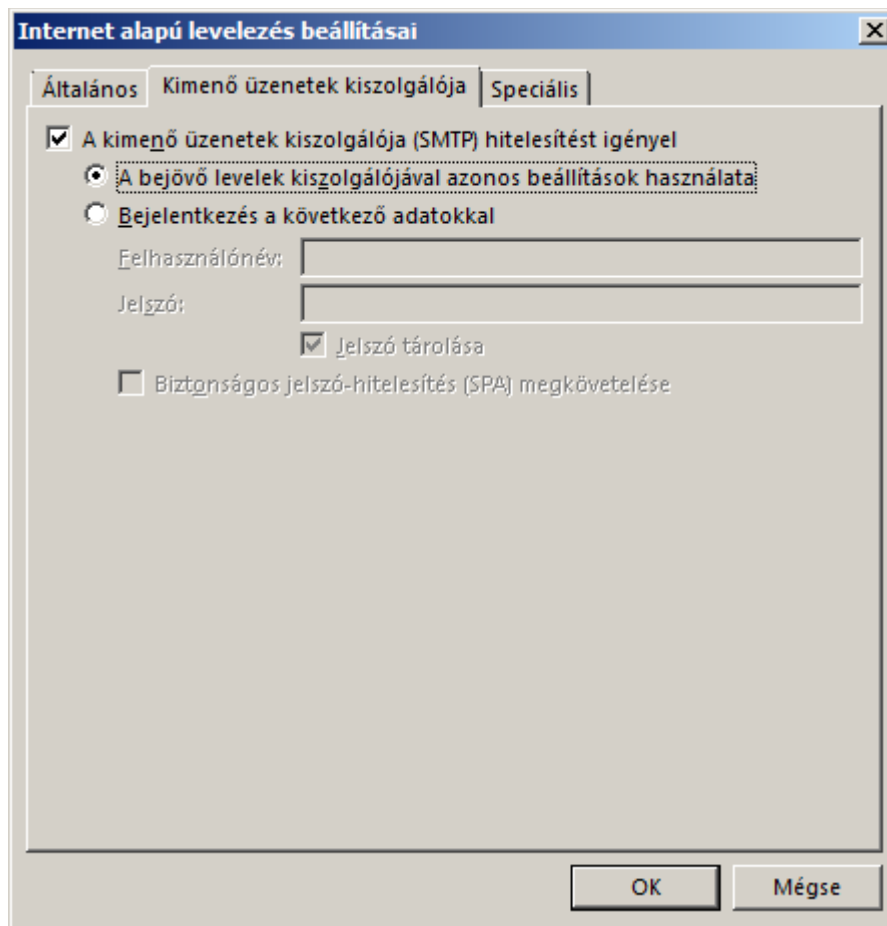 Internet alapú levelezés beállításai
Általános
Kimenő üzenetek kiszolgálója
Speciális
A kimenő üzenetek kiszolgálója (SMTP) hitelesítést igényel
A bejövő levelek kiszolgálójával azonos beállítások használata
Bejelentkezés a következő adatokkal
Felhasználónév:
Jelszó:
Jelszó tárolása
Biztonságos jelszó-hitelesítés (SPA) megkövetelése
OK
Mégse